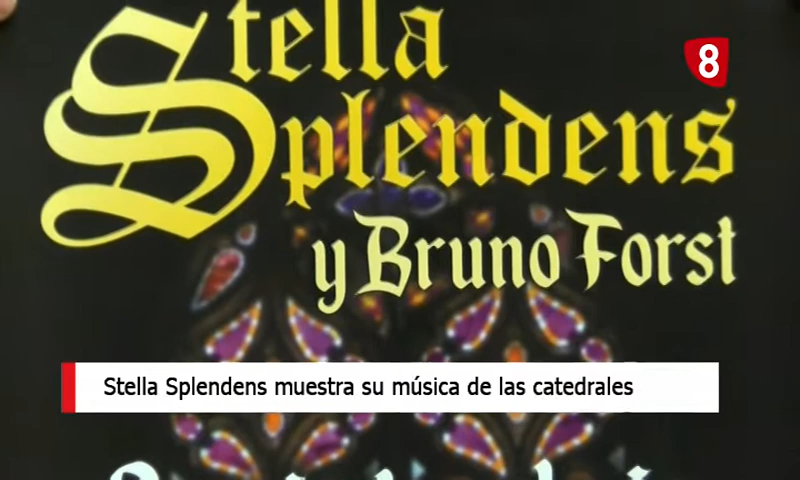 Stella
Splendens
y Bruno Forst
8
Stella Splendens muestra su música de las catedrales